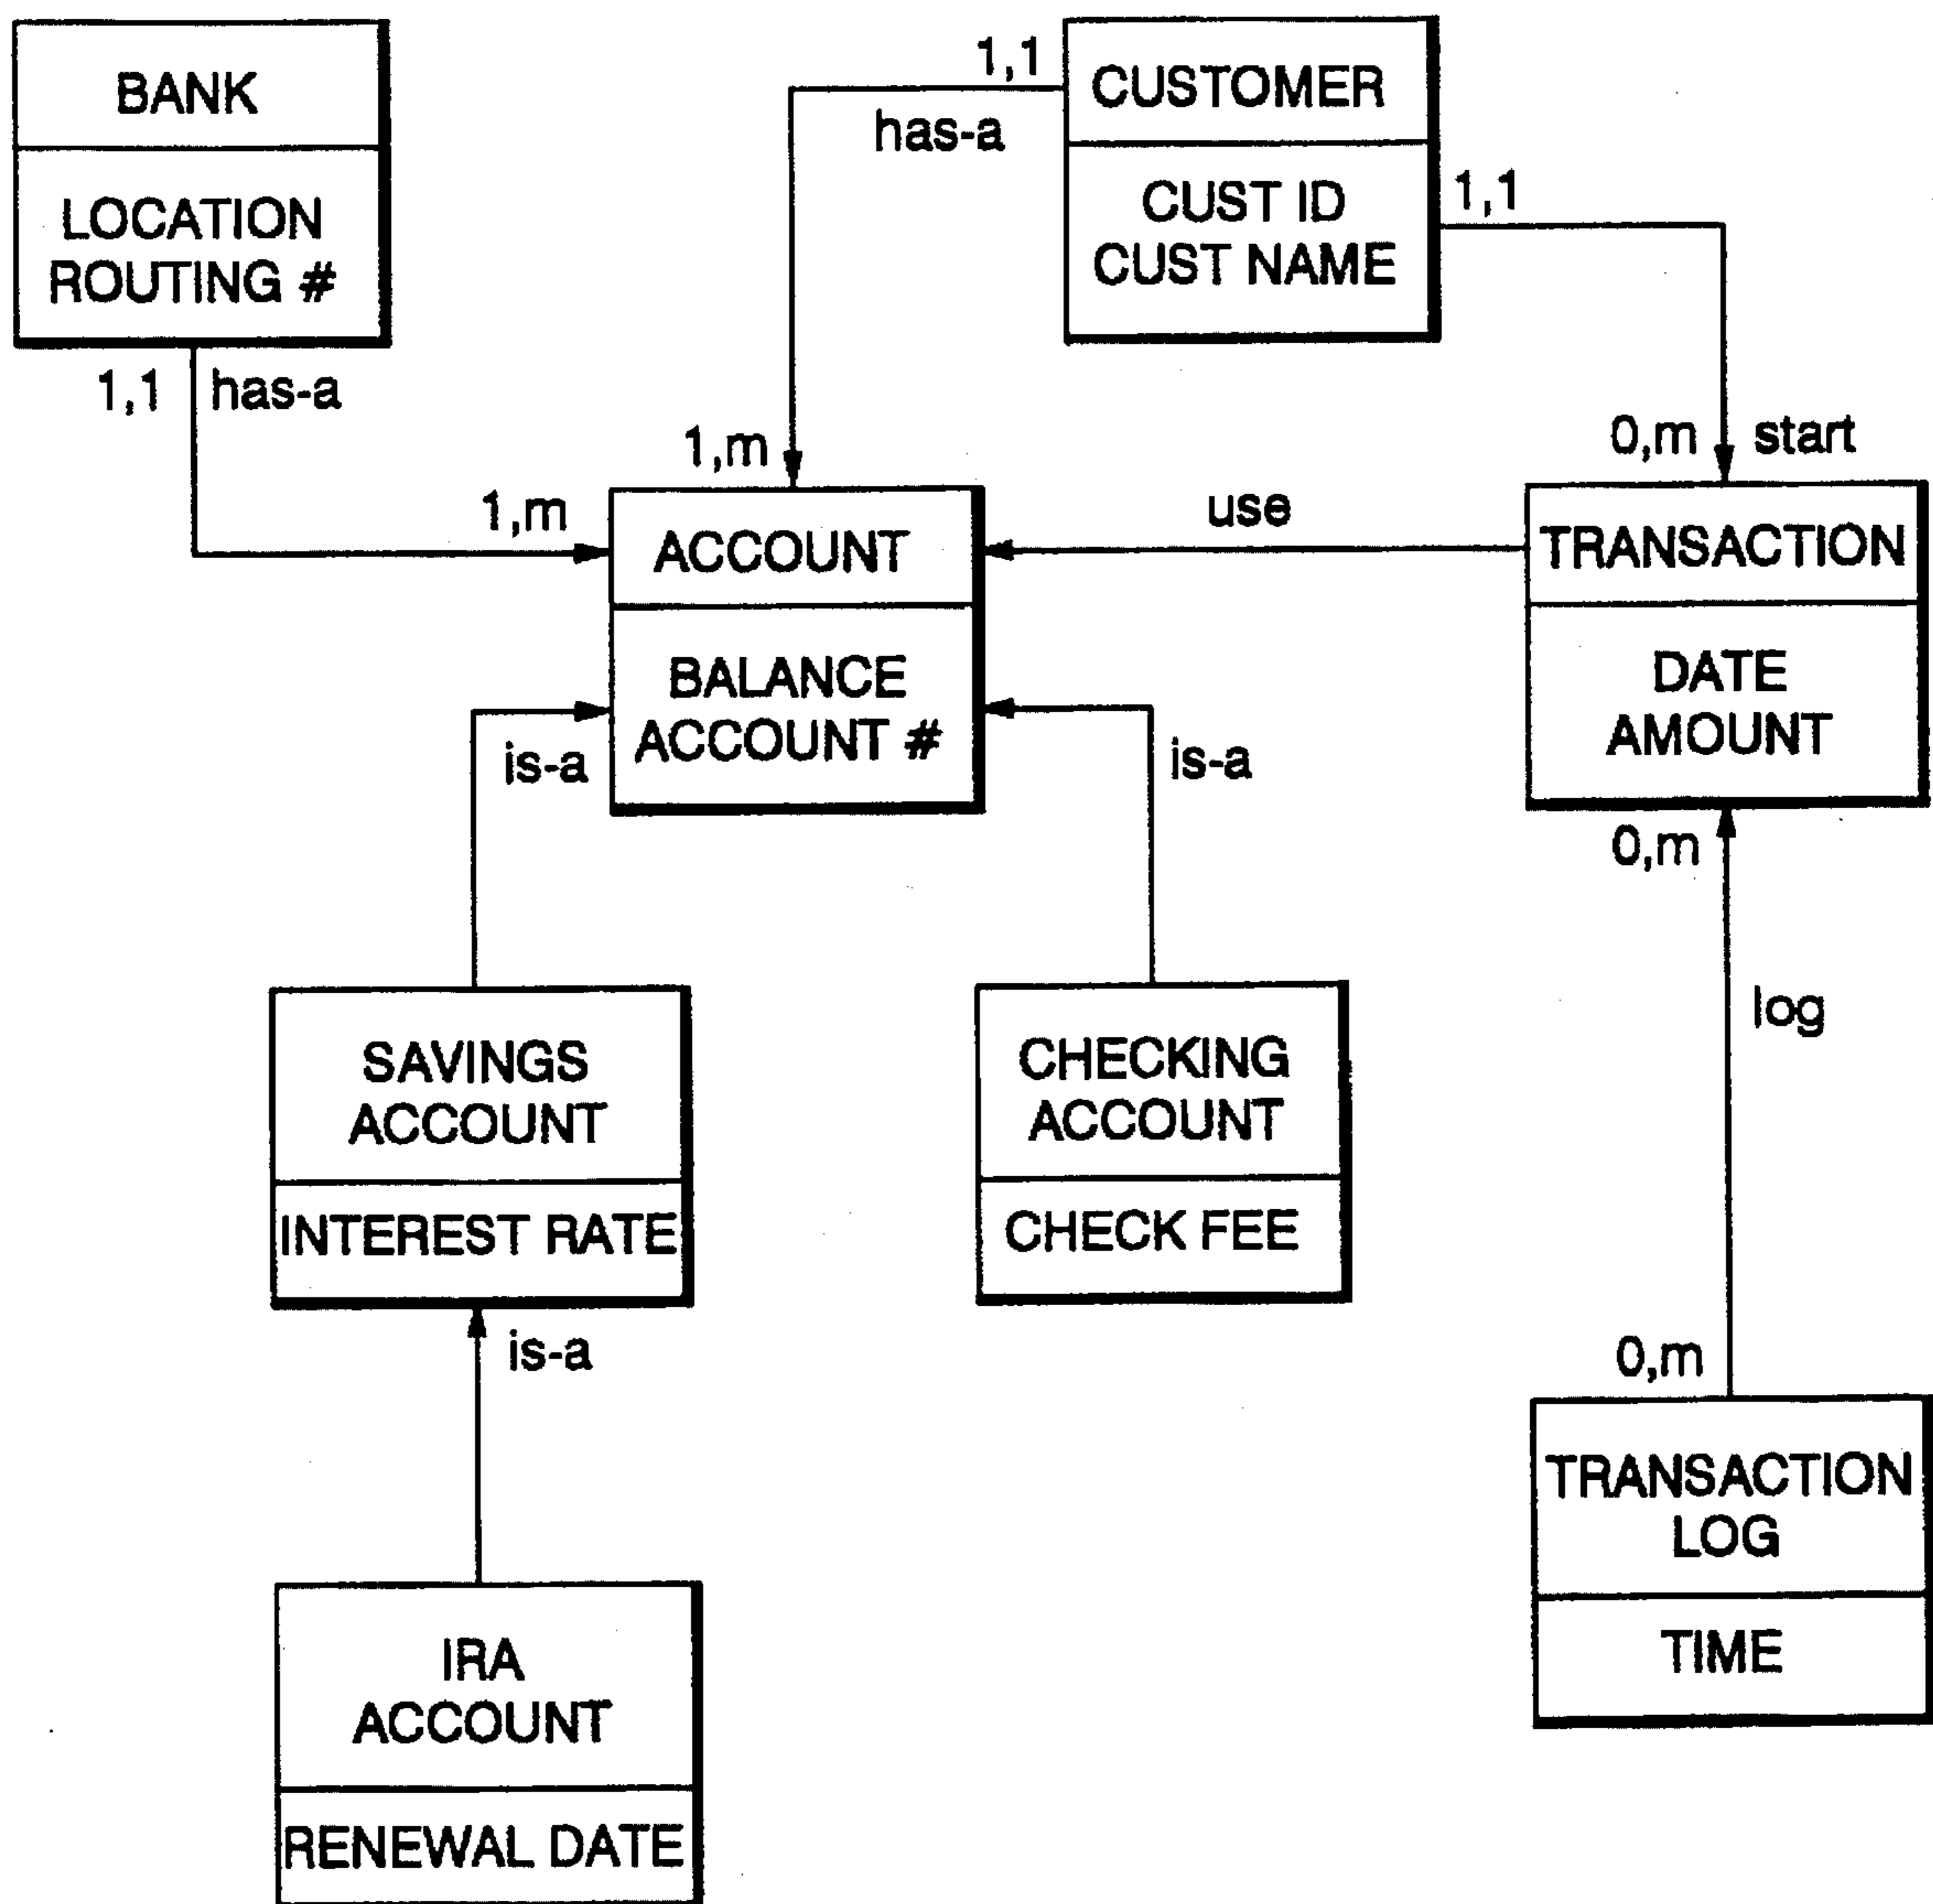 BANK
LOCATION
ROUTING #
1,1
has-a
1,m
1,1
has-a
1,m
CUSTOMER
CUST ID
CUST NAME
1,1
0,m
start
ACCOUNT
BALANCE
ACCOUNT #
use
TRANSACTION
DATE
AMOUNT
0,m
log
0,m
is-a
is-a
SAVINGS
ACCOUNT
INTEREST RATE
CHECKING
ACCOUNT
CHECK FEE
is-a
TRANSACTION
LOG
TIME
IRA
ACCOUNT
RENEWAL DATE